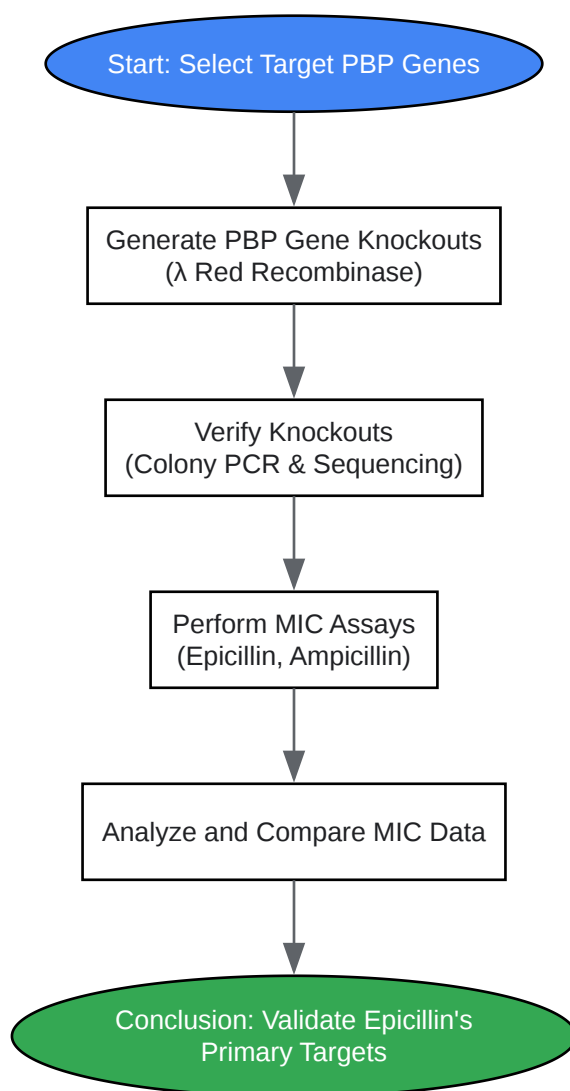 Start: Select Target PBP Genes
Generate PBP Gene Knockouts
(λ Red Recombinase)
Verify Knockouts
(Colony PCR & Sequencing)
Perform MIC Assays
(Epicillin, Ampicillin)
Analyze and Compare MIC Data
Conclusion: Validate Epicillin's
Primary Targets